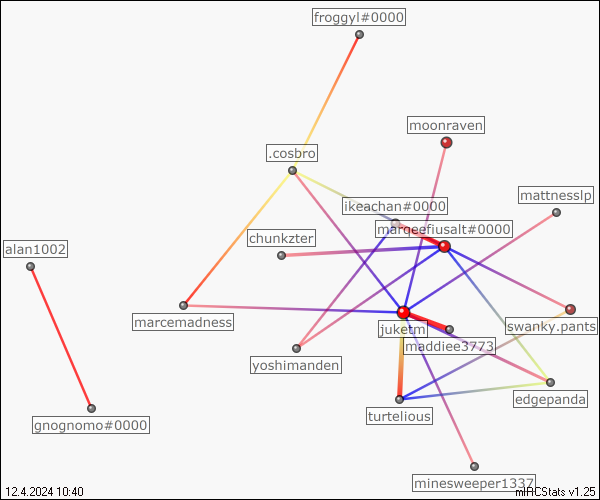 froggyl#0000
moonraven
.cosbro
mattnesslp
ikeachan#0000
marqeefiusalt#0000
chunkzter
alan1002
marcemadness
juketm
swanky.pants
maddiee3773
yoshimanden
edgepanda
turtelious
gnognomo#0000
minesweeper1337
12.4.2024 10:40
mIRCStats v1.25